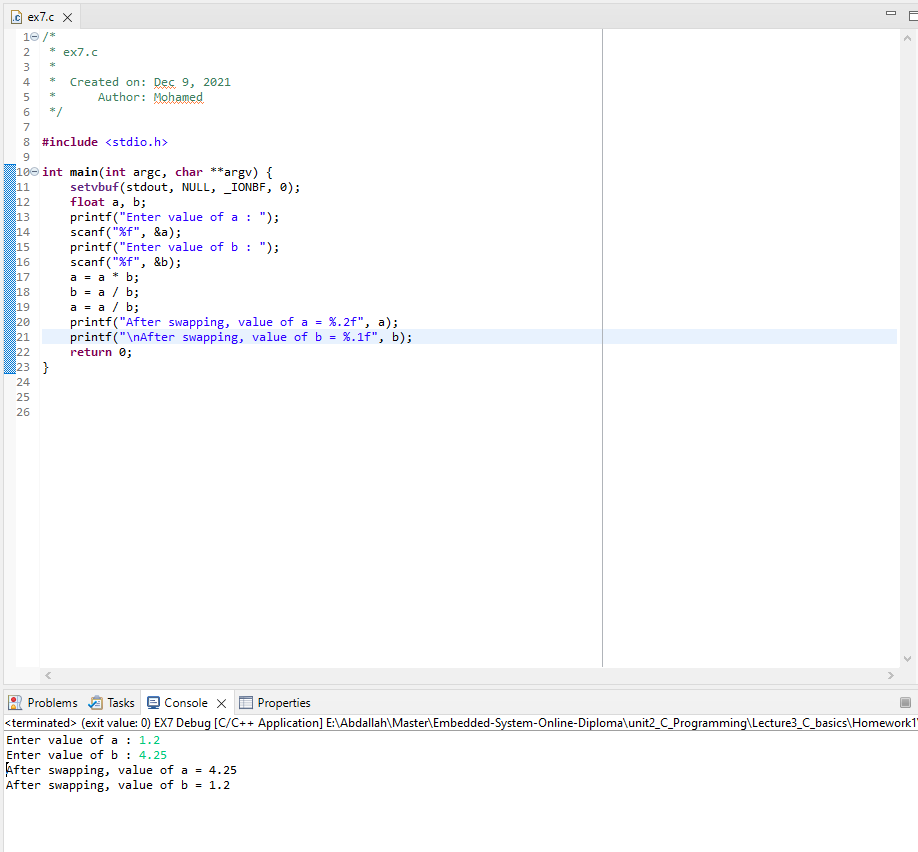 ex7.c
1 /*
2  * ex7.c
3  *
4  *  Created on: Dec 9, 2021
5  *      Author: Mohamed
6  */
7
8 #include <stdio.h>
9
10 int main(int argc, char **argv) {
11     setvbuf(stdout, NULL, _IONBF, 0);
12     float a, b;
13     printf("Enter value of a : ");
14     scanf("%f", &a);
15     printf("Enter value of b : ");
16     scanf("%f", &b);
17     a = a * b;
18     b = a / b;
19     a = a / b;
20     printf("After swapping, value of a = %.2f", a);
21     printf("\nAfter swapping, value of b = %.1f", b);
22     return 0;
23 }
24
25
26
Problems Tasks Console Properties
<terminated> (exit value: 0) EX7 Debug [C/C++ Application] E:\Abdallah\Master\Embedded-System-Online-Diploma\unit2_C_Programming\Lecture3_C_basics\Homework1
Enter value of a : 1.2
Enter value of b : 4.25
After swapping, value of a = 4.25
After swapping, value of b = 1.2